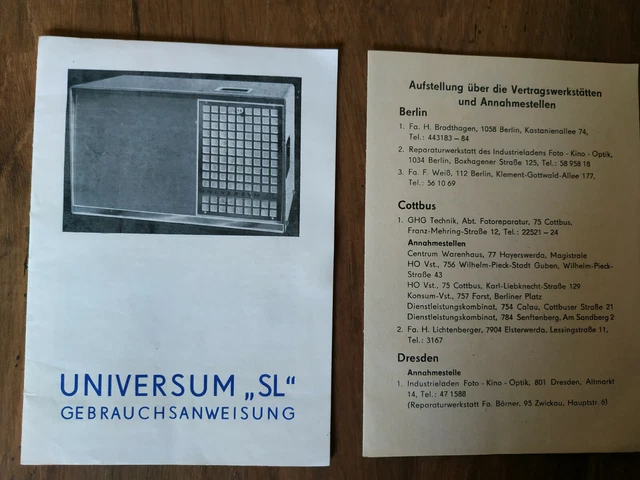 UNIVERSUM „SL“
GEBRAUCHSANWEISUNG
Aufstellung über die Vertragswerkstätten
und Annahmestellen
Berlin
1. Fa. H. Brodthagen, 1058 Berlin, Kastanienallee 74,
Tel.: 443183 – 84
2. Reparaturwerkstatt des Industrieladens Foto - Kino - Optik,
1034 Berlin, Boxhagener Straße 125, Tel.: 58 958 18
3. Fa. F. Weiß, 112 Berlin, Klement-Gottwald-Allee 177,
Tel.: 56 10 69
Cottbus
1. GHG Technik, Abt. Fotoreparatur, 75 Cottbus,
Franz-Mehring-Straße 12, Tel.: 22521 – 24
Annahmestellen
Centrum Warenhaus, 77 Hoyerswerda, Magistrale
HO Vst., 756 Wilhelm-Pieck-Stadt Guben, Wilhelm-Pieck-
Straße 43
HO Vst., 75 Cottbus, Karl-Liebknecht-Straße 129
Konsum-Vst., 757 Forst, Berliner Platz
Dienstleistungskombinat, 754 Calau, Cottbuser Straße 21
Dienstleistungskombinat, 784 Senftenberg, Am Sandberg 2
2. Fa. H. Lichtenberger, 7904 Elsterwerda, Lessingstraße 11,
Tel.: 3167
Dresden
Annahmestelle
1. Industrieladen Foto - Kino - Optik, 801 Dresden, Altmarkt
14, Tel.: 47 1588
(Reparaturwerkstatt Fa. Börner, 95 Zwickau, Hauptstr. 6)